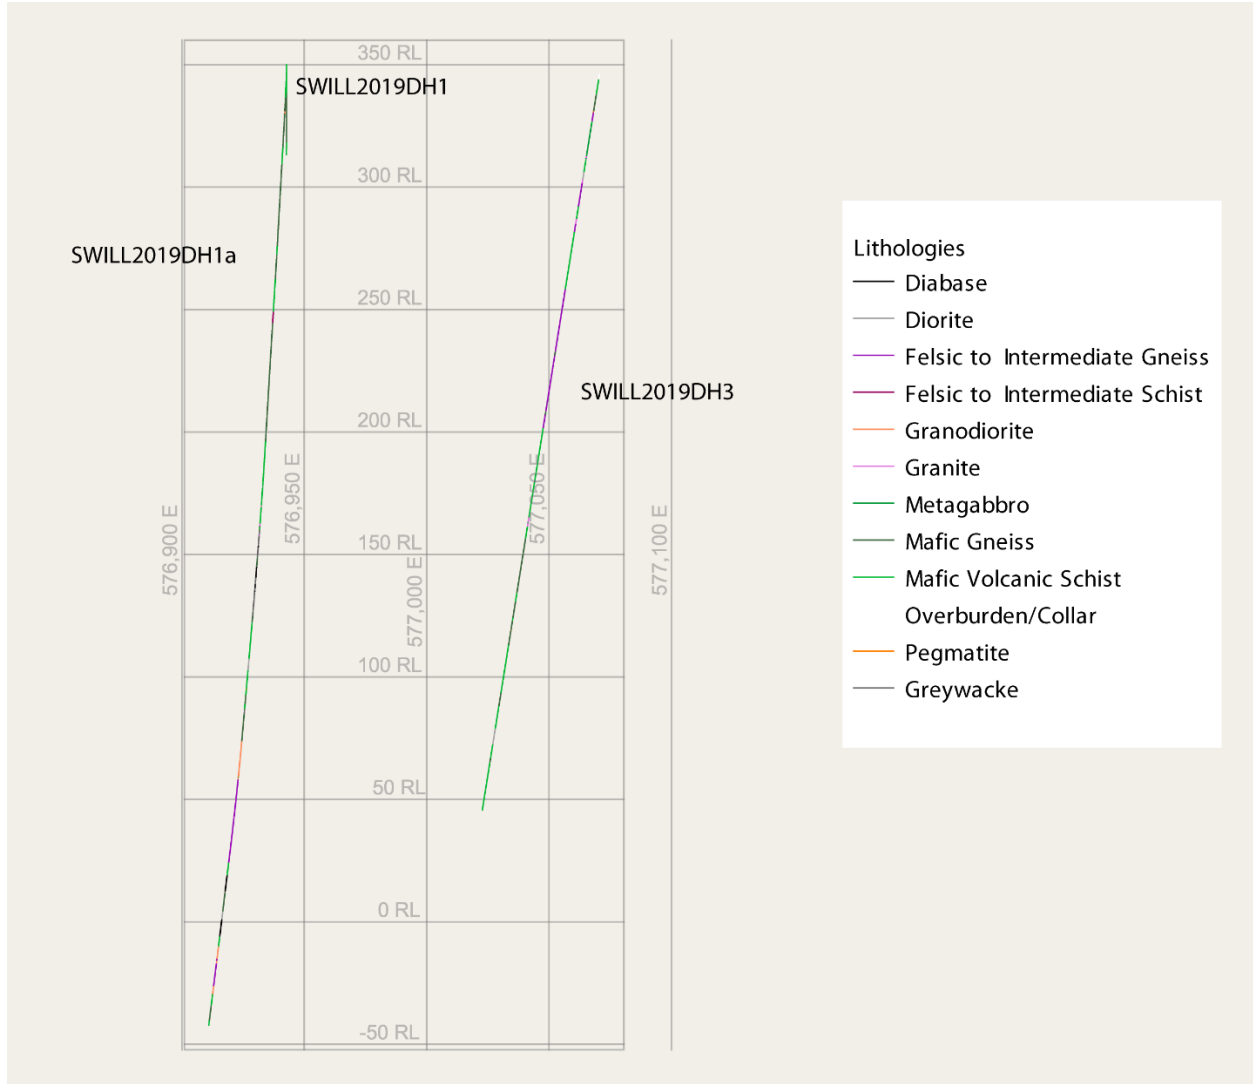 350 RL
SWILL2019DH1
300 RL
SWILL2019DH1a
250 RL
SWILL2019DH3
200 RL
576,900 E
576,950 E
577,000 E
577,050 E
577,100 E
150 RL
100 RL
50 RL
0 RL
-50 RL
Lithologies
Diabase
Diorite
Felsic to Intermediate Gneiss
Felsic to Intermediate Schist
Granodiorite
Granite
Metagabbro
Mafic Gneiss
Mafic Volcanic Schist
Overburden/Collar
Pegmatite
Greywacke